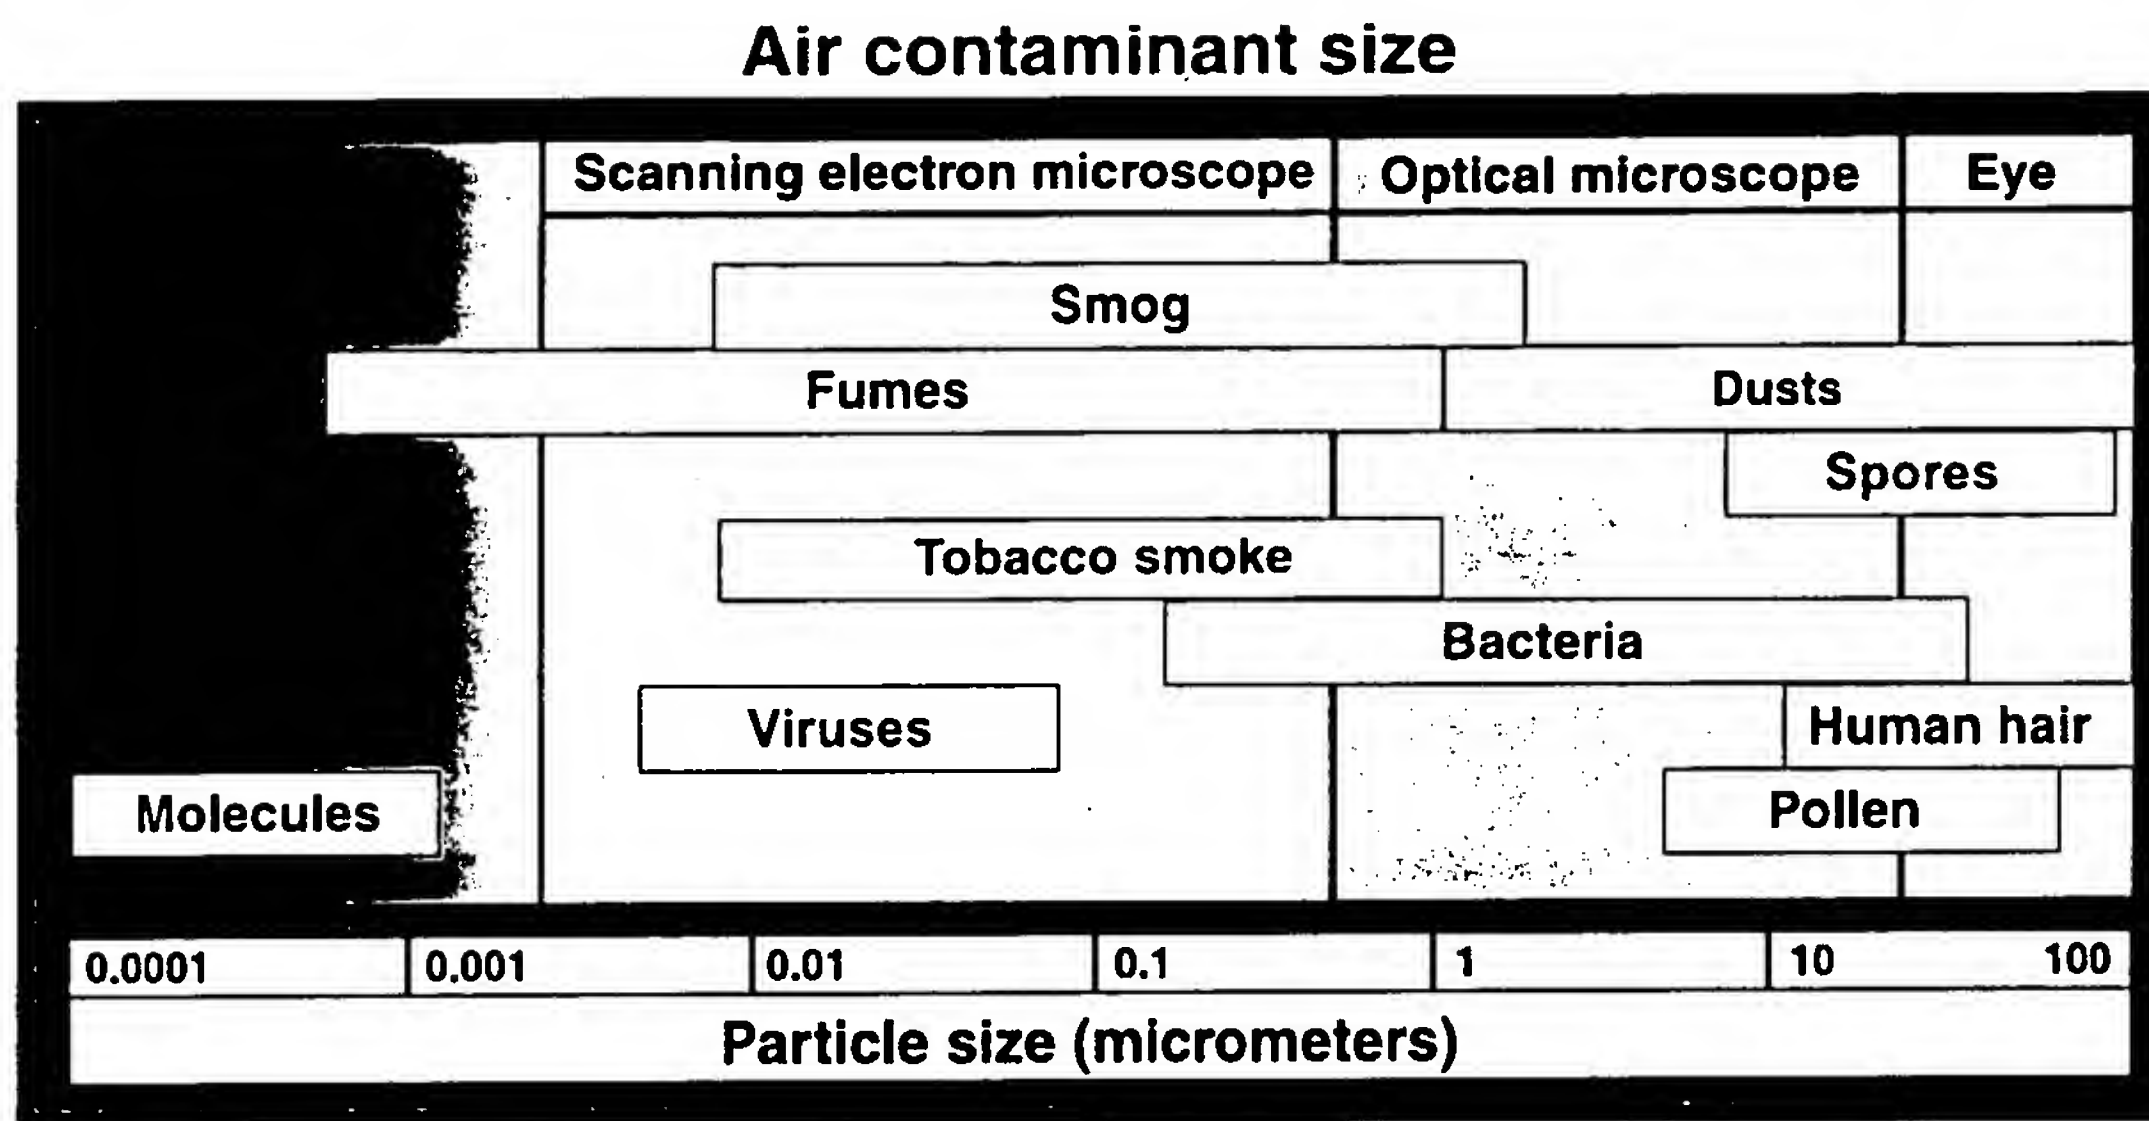 Air contaminant size
Scanning electron microscope Optical microscope Eye
Smog
Fumes Dusts
Spores
Tobacco smoke
Bacteria
Viruses Human hair
Molecules Pollen
0.0001 0.001 0.01 0.1 1 10 100
Particle size (micrometers)